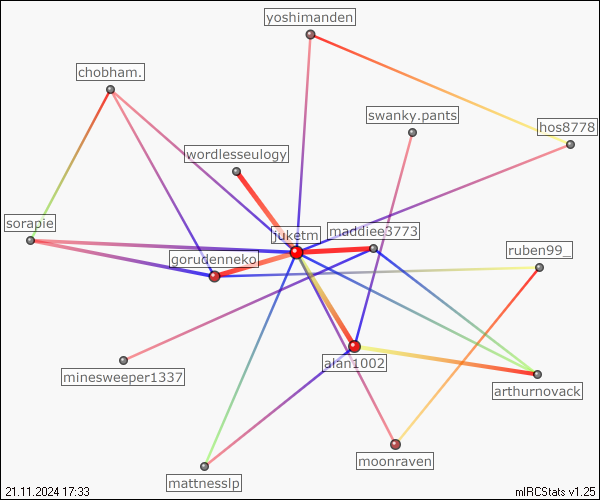 yoshimanden
chobham.
swanky.pants
hos8778
wordlesseulogy
sorapie
juketm
maddiee3773
gorudenneko
ruben99_
alan1002
minesweeper1337
arthurnovack
moonraven
mattnesslp
21.11.2024 17:33
mIRCStats v1.25